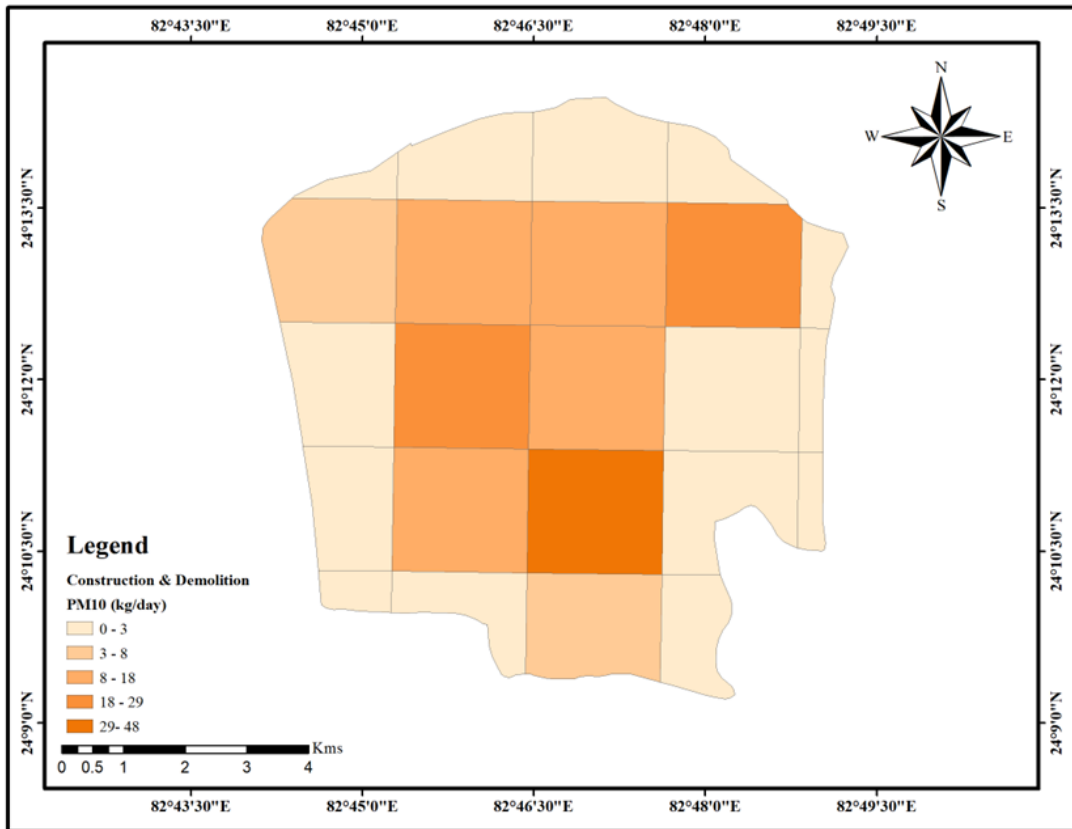 82°43'30"E 82°45'0"E 82°46'30"E 82°48'0"E 82°49'30"E
N
W E
S
24°13'30"N 24°13'30"N
24°12'0"N 24°12'0"N
24°10'30"N 24°10'30"N
24°9'0"N 24°9'0"N
Legend
Construction & Demolition
PM10 (kg/day)
0 - 3
3 - 8
8 - 18
18 - 29
29- 48
Kms
0 0.5 1 2 3 4
82°43'30"E 82°45'0"E 82°46'30"E 82°48'0"E 82°49'30"E